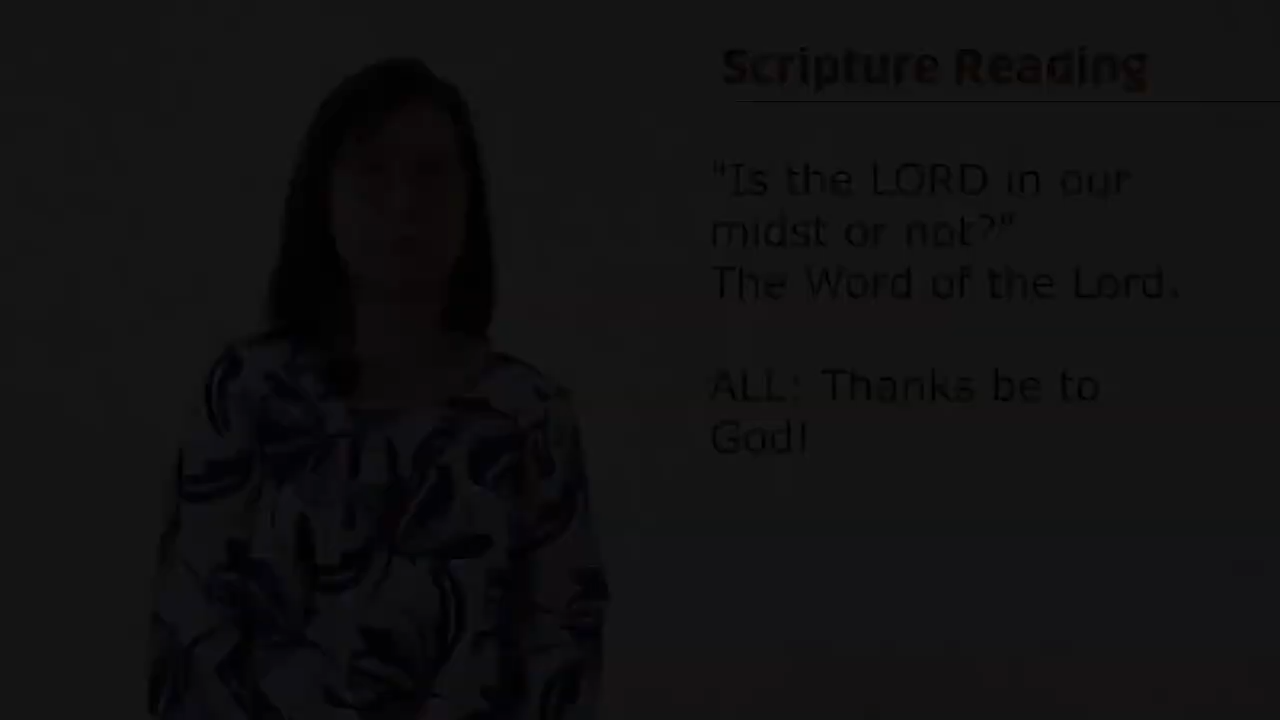 Scripture Reading
"Is the LORD in our
midst or not?"
The Word of the Lord.
ALL: Thanks be to
God!